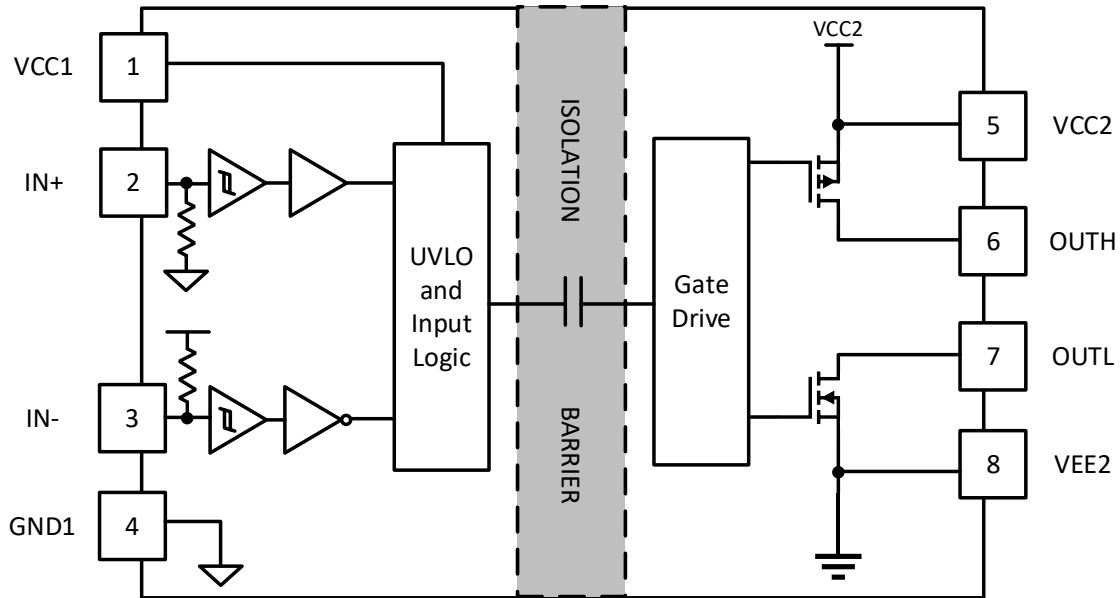 VCC1
1
IN+
2
IN-
3
GND1
4
UVLO
and
Input
Logic
ISOLATION
BARRIER
Gate
Drive
VCC2
5
VCC2
6
OUTH
7
OUTL
8
VEE2